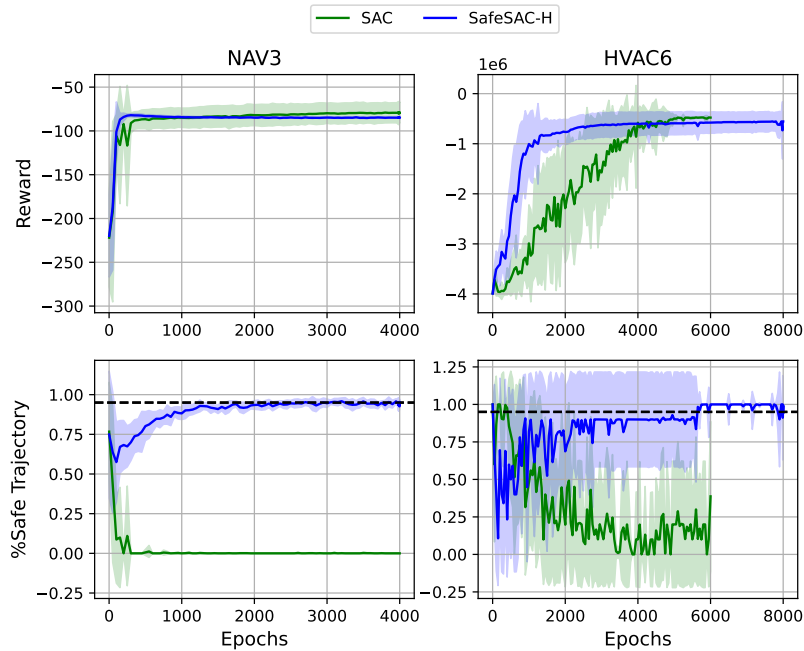 SAC SafeSAC-H
NAV3 HVAC6
1e6
Reward
−50
−100
−150
−200
−250
−300
0 1000 2000 3000 4000
0
−1
−2
−3
−4
0 2000 4000 6000 8000
%Safe Trajectory
1.00
0.75
0.50
0.25
0.00
−0.25
0 1000 2000 3000 4000
Epochs
1.25
1.00
0.75
0.50
0.25
0.00
−0.25
0 2000 4000 6000 8000
Epochs